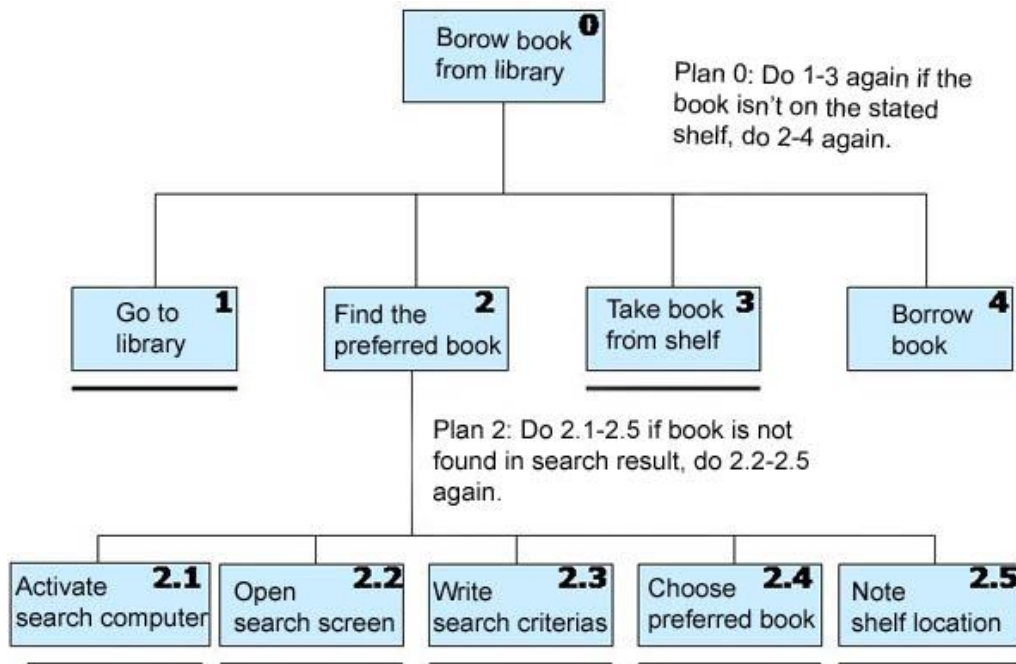 Borow book 0
from library
Plan 0: Do 1-3 again if the
book isn't on the stated
shelf, do 2-4 again.
Go to 1
library
Find the 2
preferred book
Take book 3
from shelf
Borrow 4
book
Plan 2: Do 2.1-2.5 if book is not
found in search result, do 2.2-2.5
again.
Activate 2.1
search computer
Open 2.2
search screen
Write 2.3
search criterias
Choose 2.4
preferred book
Note 2.5
shelf location